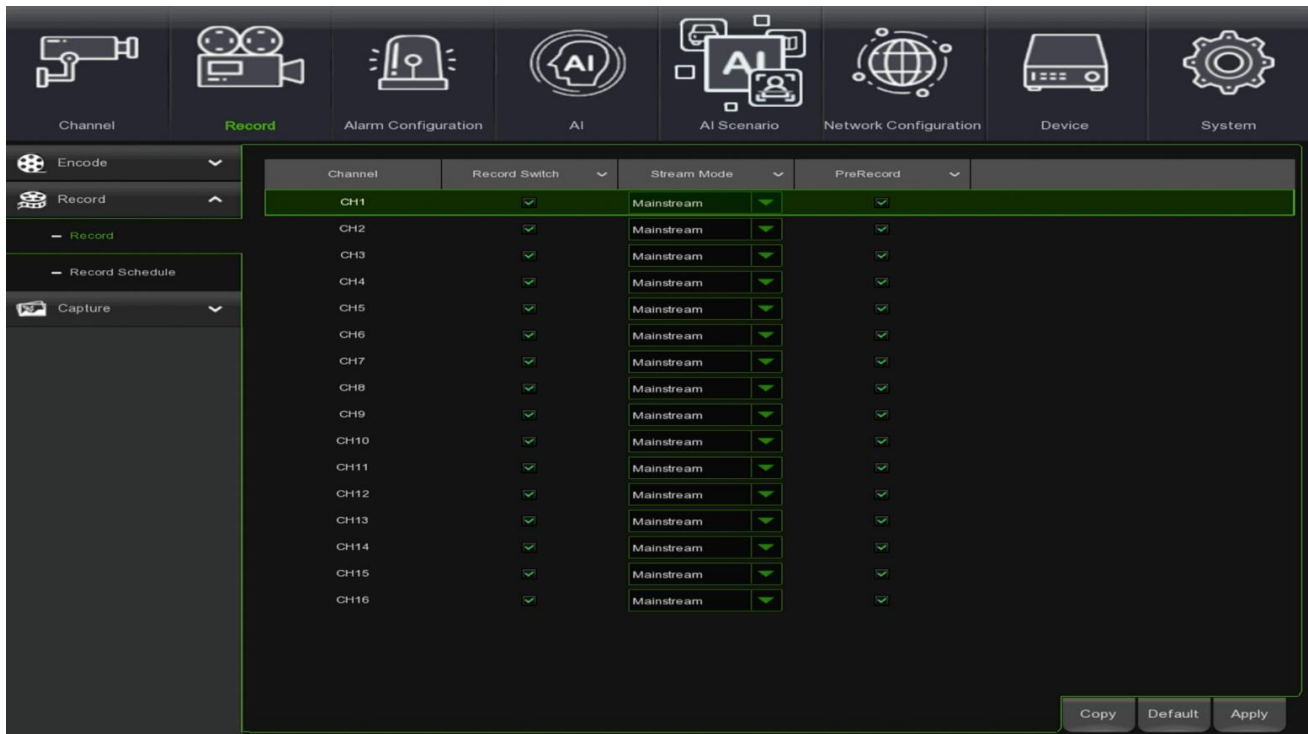 Channel Record Alarm Configuration AI AI Scenario Network Configuration Device System
Encode
Record
Record
Record Schedule
Capture
Channel Record Switch Stream Mode PreRecord
CH1 Mainstream
CH2 Mainstream
CH3 Mainstream
CH4 Mainstream
CH5 Mainstream
CH6 Mainstream
CH7 Mainstream
CH8 Mainstream
CH9 Mainstream
CH10 Mainstream
CH11 Mainstream
CH12 Mainstream
CH13 Mainstream
CH14 Mainstream
CH15 Mainstream
CH16 Mainstream
Copy Default Apply